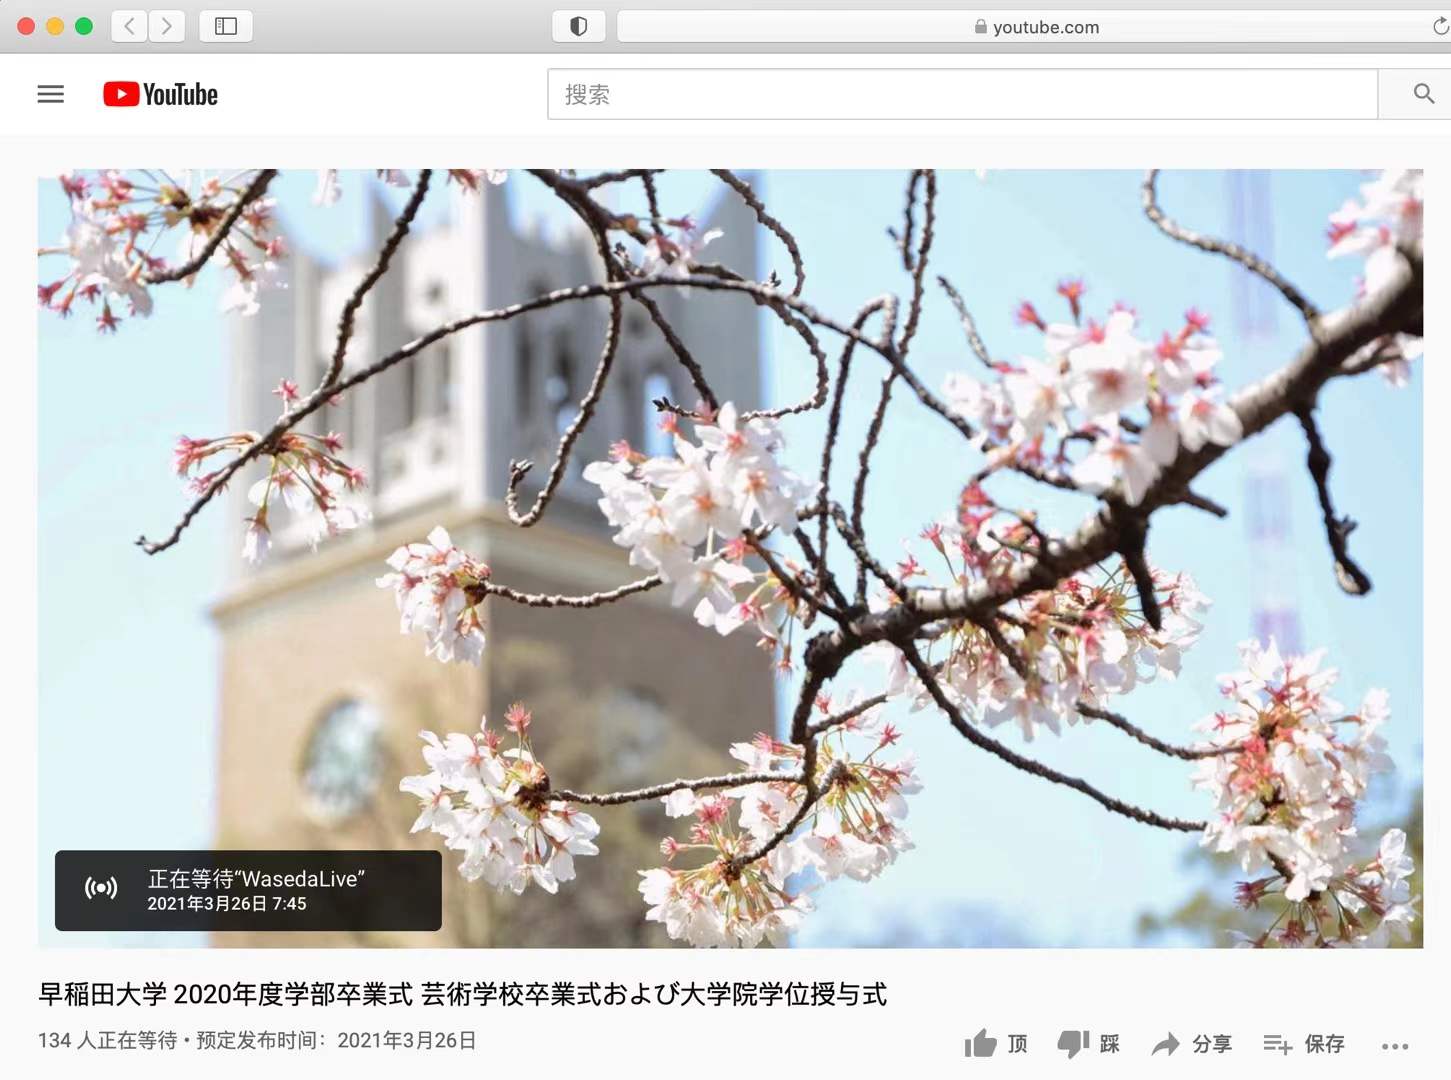 youtube.com
YouTube
搜索
正在等待“WasedaLive”
2021年3月26日 7:45
早稲田大学 2020年度学部卒業式 芸術学校卒業式および大学院学位授与式
134 人正在等待 • 预定发布时间：2021年3月26日
顶 踩 分享 保存